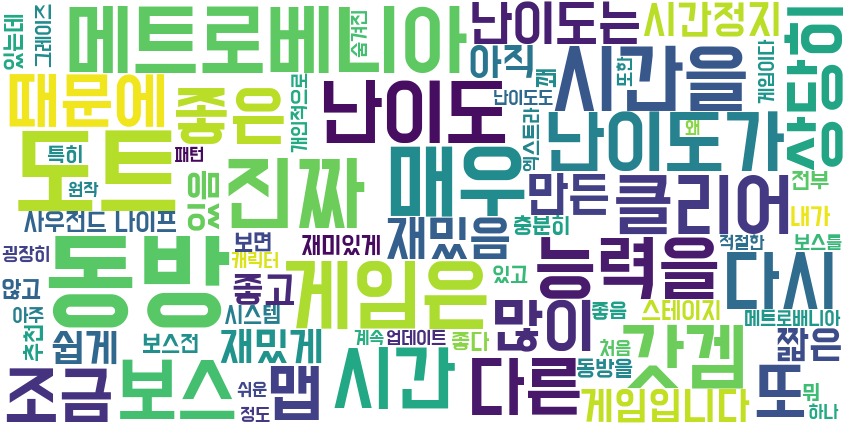 있는데 그레이즈 메트로베니아 숨겨진 난이도는 시간정지 상당히
아직 꽤 또한 게임이다
때문에 좋은 개인적으로 난이도 난이도도 시간을
엑스트라 난이도가 왜
도트 특히 패턴 진짜 매우
원작 있음 만든 클리어 전부
사우전드 나이프 재밌음 충분히 내가
굉장히 동방 보면 재미있게 능력을 적절한 보스들
캐릭터 게임은 있고 다시
않고 좋고
아주 시스템 많이 좋음 스테이지 메트로배니아
추천 쉽게 보스전 재밌게 계속 업데이트 좋다 처음 갓겜 짧은
시간 다른 동방을
조금 보스 쉬운 맵 또 뭔
정도 게임입니다 하나